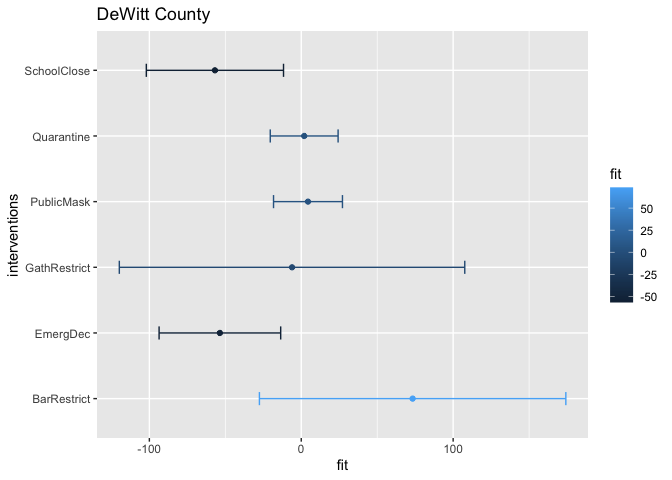 DeWitt County
SchoolClose
Quarantine
PublicMask
GathRestrict
EmergDec
BarRestrict
interventions
-100
0
100
fit
fit
50
25
0
-25
-50